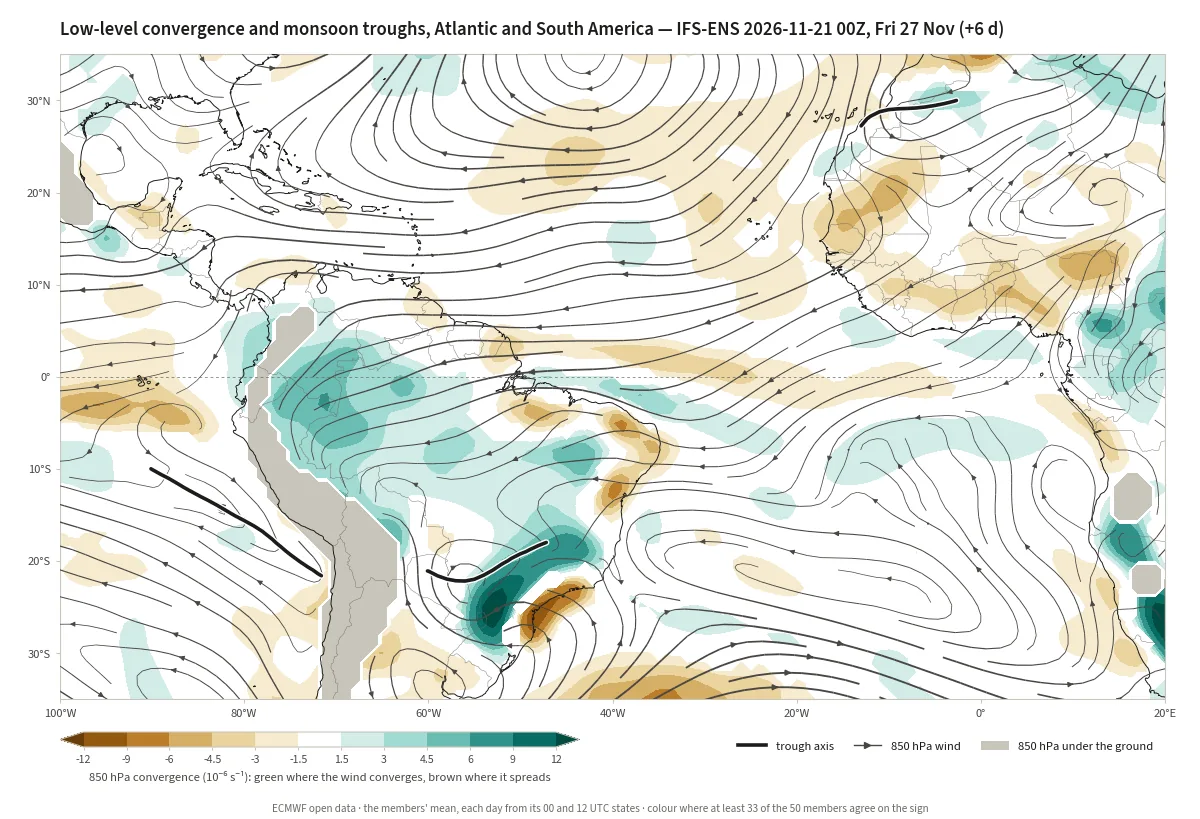 Low-level convergence and monsoon troughs, Atlantic and South America — IFS-ENS 2026-11-21 00Z, Fri 27 Nov (+6 d)
30°N
20°N
10°N
0°
10°S
20°S
30°S
100°W 80°W 60°W 40°W 20°W 0° 20°E
-12 -9 -6 -4.5 -3 -1.5 1.5 3 4.5 6 9 12
850 hPa convergence (10⁻⁶ s⁻¹): green where the wind converges, brown where it spreads
trough axis 850 hPa wind 850 hPa under the ground
ECMWF open data · the members' mean, each day from its 00 and 12 UTC states · colour where at least 33 of the 50 members agree on the sign